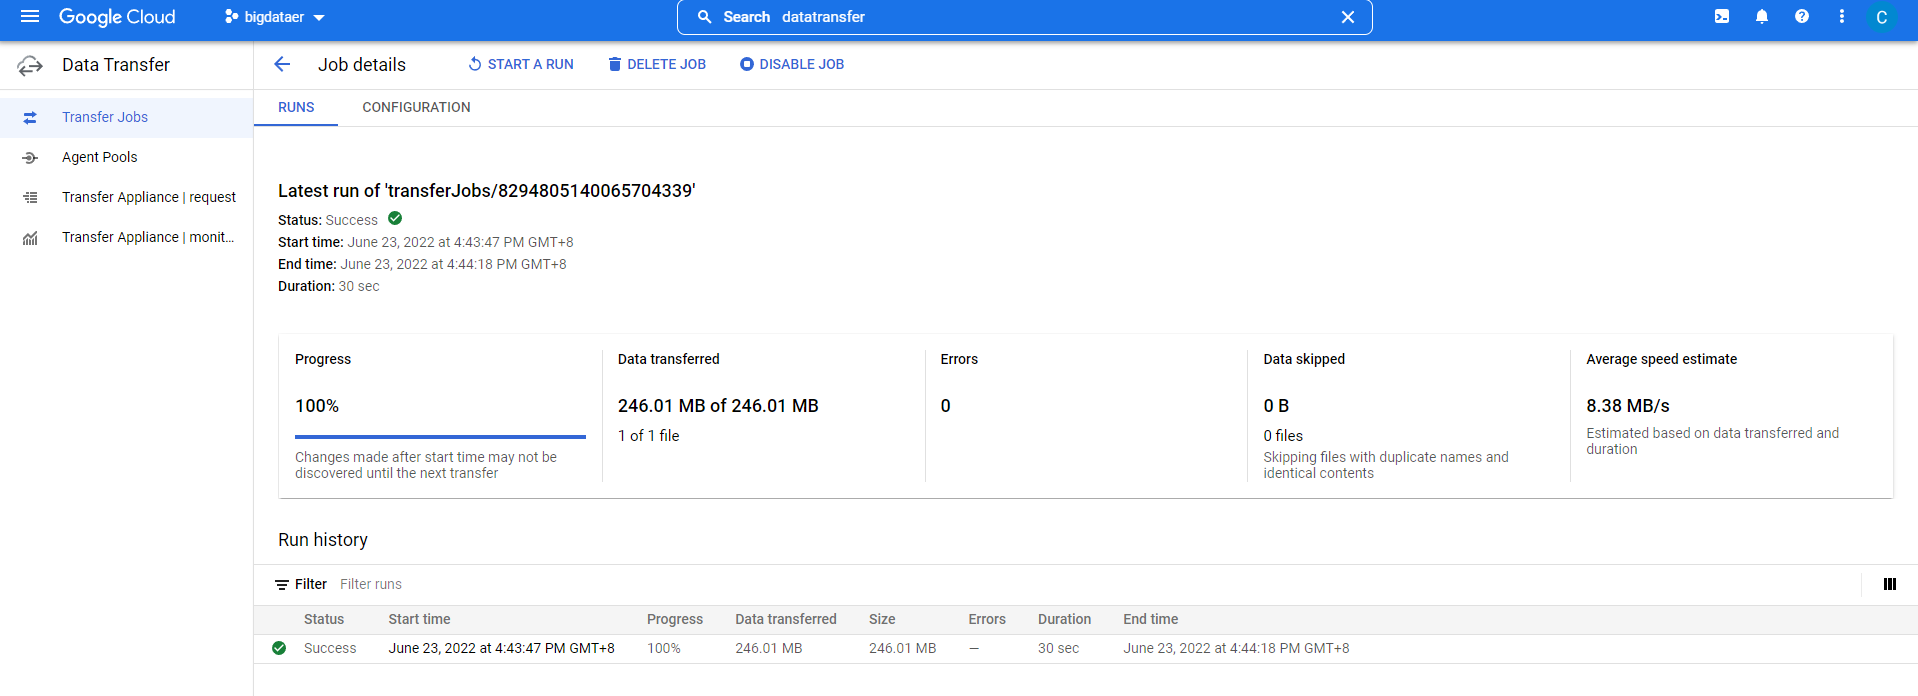 Google Cloud bigdataer Search datatransfer C
Data Transfer
Job details START A RUN DELETE JOB DISABLE JOB
RUNS CONFIGURATION
Transfer Jobs
Agent Pools
Transfer Appliance | request
Transfer Appliance | monit...
Latest run of 'transferJobs/8294805140065704339'
Status: Success
Start time: June 23, 2022 at 4:43:47 PM GMT+8
End time: June 23, 2022 at 4:44:18 PM GMT+8
Duration: 30 sec
Progress
100%
Changes made after start time may not be
discovered until the next transfer
Data transferred
246.01 MB of 246.01 MB
1 of 1 file
Errors
0
Data skipped
0 B
0 files
Skipping files with duplicate names and
identical contents
Average speed estimate
8.38 MB/s
Estimated based on data transferred and
duration
Run history
Filter Filter runs
Status Start time Progress Data transferred Size Errors Duration End time
Success June 23, 2022 at 4:43:47 PM GMT+8 100% 246.01 MB 246.01 MB — 30 sec June 23, 2022 at 4:44:18 PM GMT+8